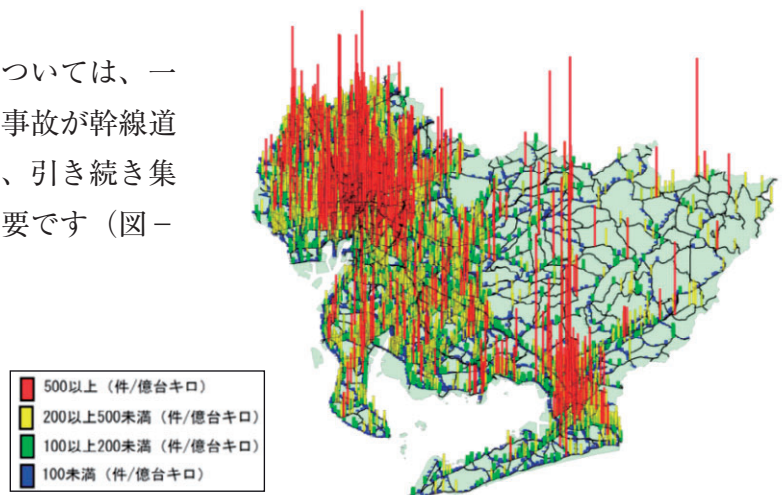 ついては、一
事故が幹線道
、引き続き集
要です（図－
500以上（件/億台キロ）
200以上500未満（件/億台キロ）
100以上200未満（件/億台キロ）
100未満（件/億台キロ）